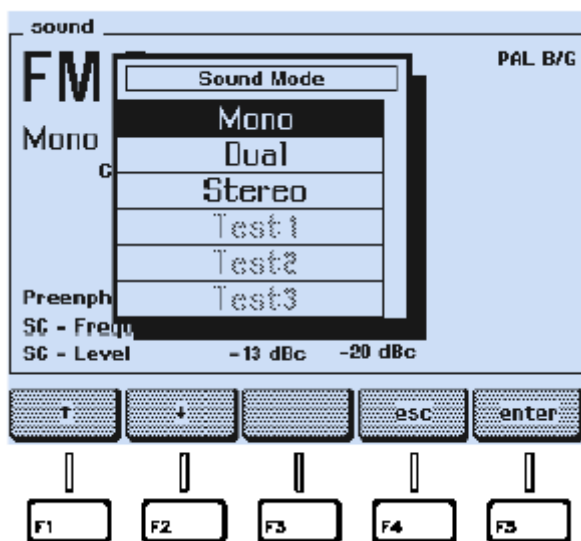 sound
FM
PAL B/G
Sound Mode
Mono
Mono
Dual
Stereo
Test1
Test2
Test3
Preenph
SC - Frequ
SC - Level -13 dBc -20 dBc
↑ ↓ esc enter
F1 F2 F3 F4 F5